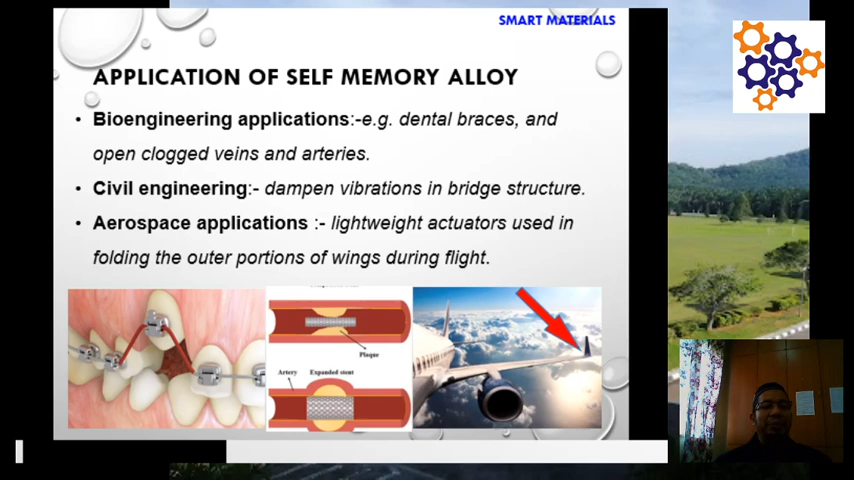 SMART MATERIALS
APPLICATION OF SELF MEMORY ALLOY
• Bioengineering applications:-e.g. dental braces, and
open clogged veins and arteries.
• Civil engineering:- dampen vibrations in bridge structure.
• Aerospace applications :- lightweight actuators used in
folding the outer portions of wings during flight.
Plaque
Artery
Expanded stent